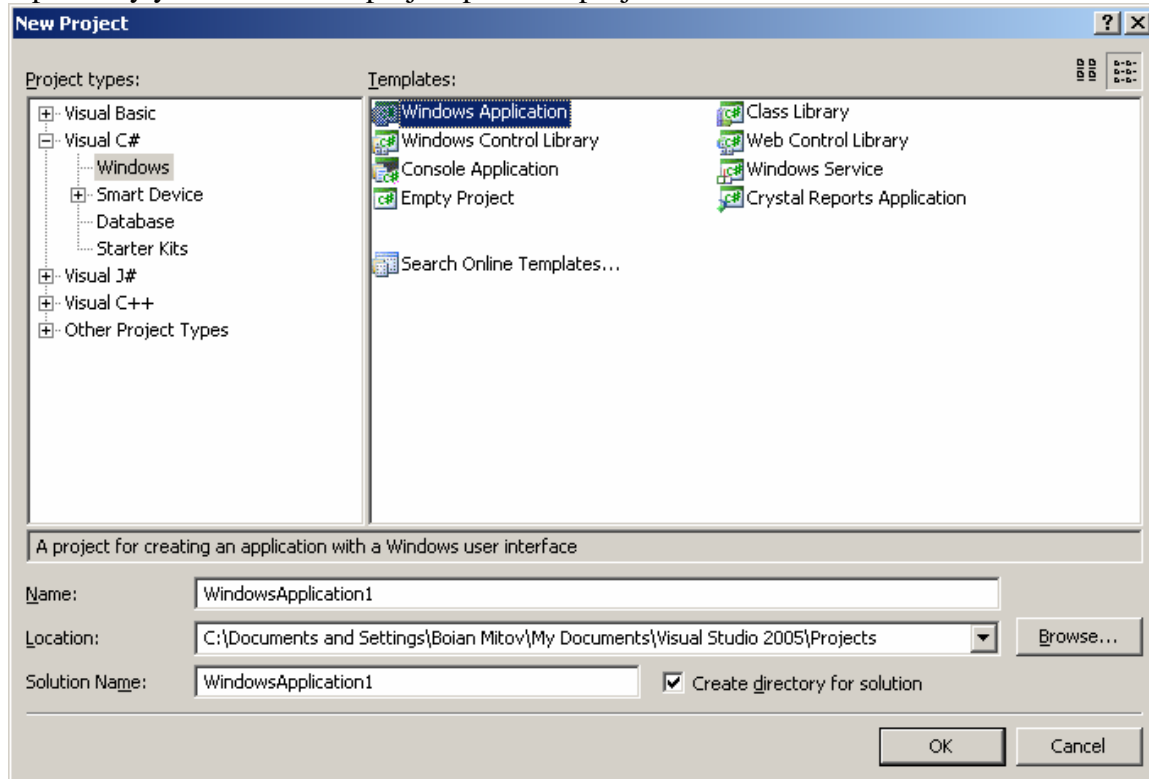 New Project
Project types:
Templates:
Visual Basic
Visual C#
Windows
Smart Device
Database
Starter Kits
Visual J#
Visual C++
Other Project Types
Windows Application
Class Library
Windows Control Library
Web Control Library
Console Application
Windows Service
Empty Project
Crystal Reports Application
Search Online Templates...
A project for creating an application with a Windows user interface
Name:
WindowsApplication1
Location:
C:\Documents and Settings\Boian Mitov\My Documents\Visual Studio 2005\Projects
Browse...
Solution Name:
WindowsApplication1
Create directory for solution
OK
Cancel